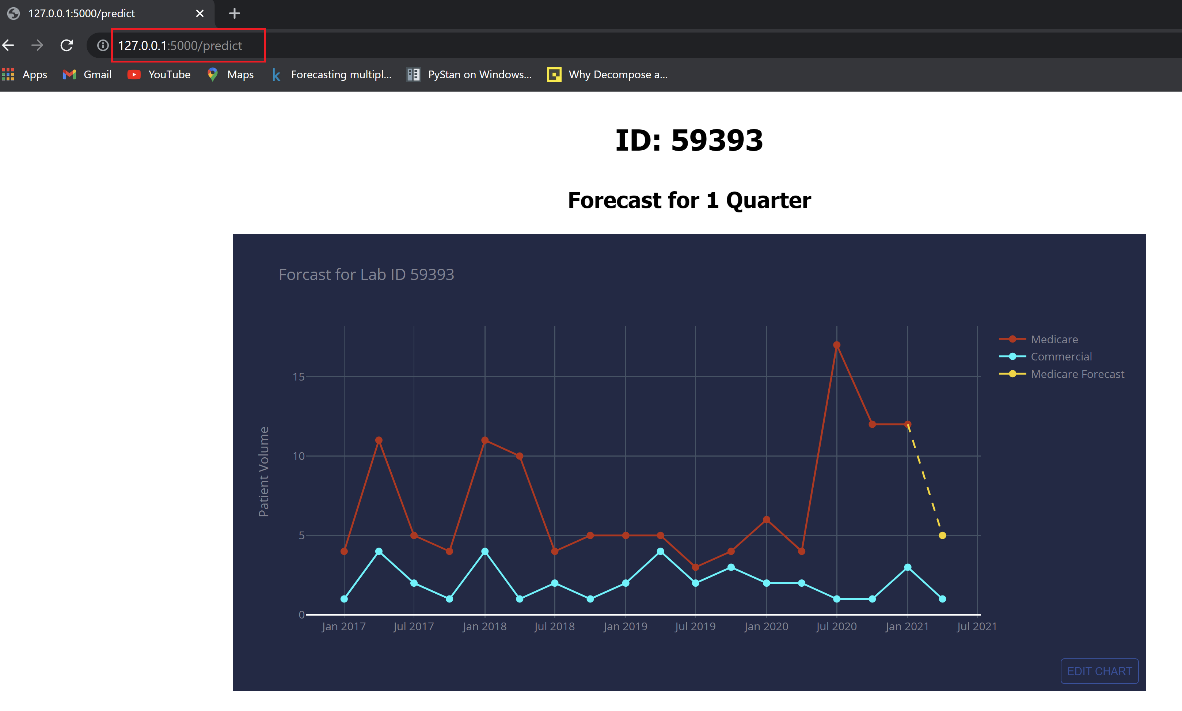 127.0.0.1:5000/predict
127.0.0.1:5000/predict
Apps Gmail YouTube Maps Forecasting multipl... PyStan on Windows... Why Decompose a...
ID: 59393
Forecast for 1 Quarter
Forcast for Lab ID 59393
Medicare
Commercial
Medicare Forecast
Patient Volume
15
10
5
0
Jan 2017 Jul 2017 Jan 2018 Jul 2018 Jan 2019 Jul 2019 Jan 2020 Jul 2020 Jan 2021 Jul 2021
EDIT CHART